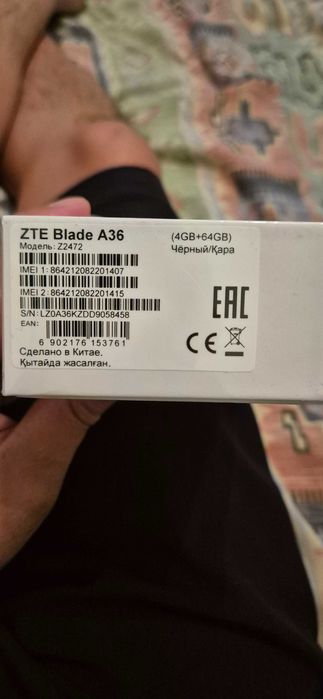 ZTE Blade A36
(4GB+64GB)
Модель: Z2472
Чёрный/Қара
IMEI 1: 864212082201407
IMEI 2: 864212082201415
S/N: LZ0A36KZDD9058458
EAN:
6 902176 153761
Сделано в Китае.
Қытайда жасалған.
EAC
CE